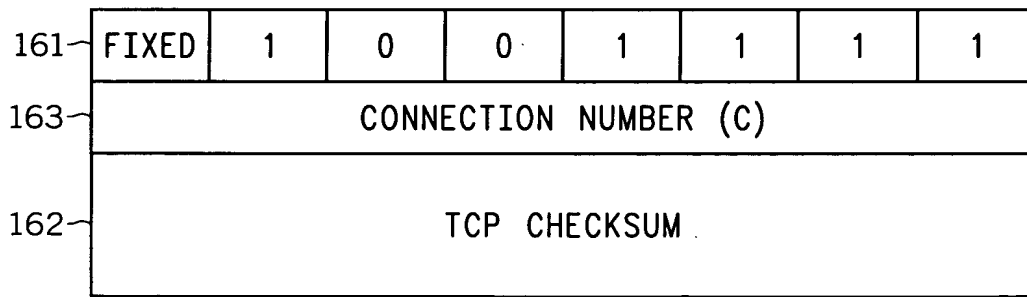 161 FIXED 1 0 0 1 1 1 1
163 CONNECTION NUMBER (C)
162 TCP CHECKSUM